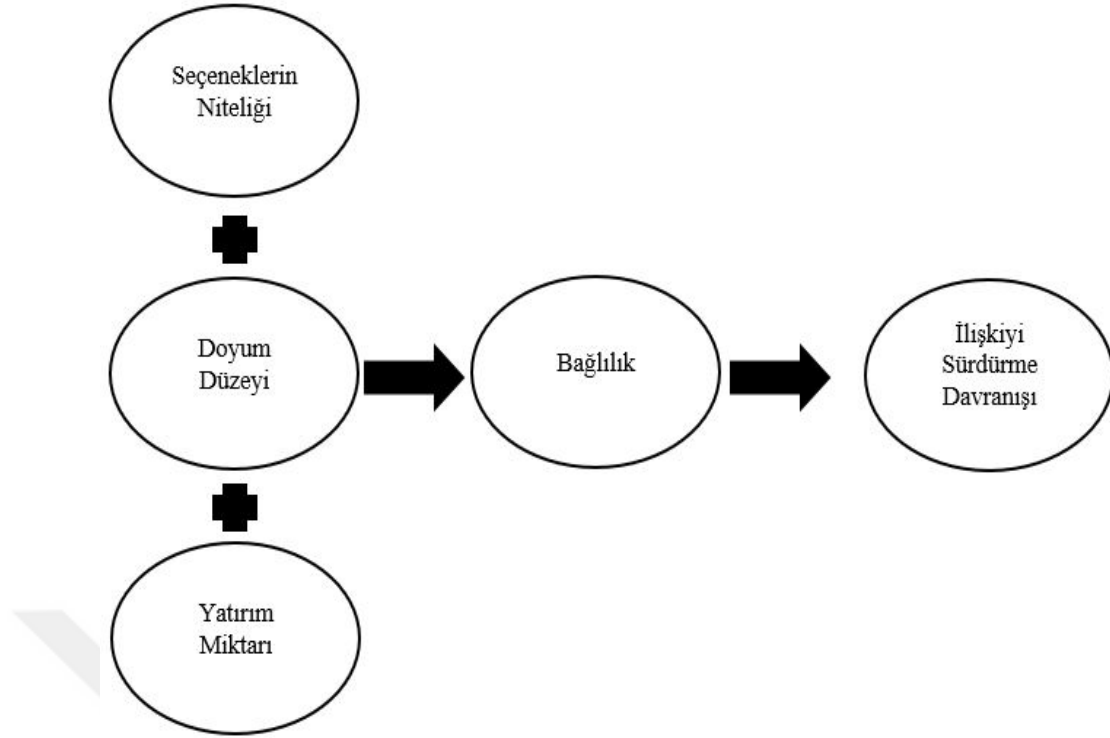 Seçeneklerin
Niteliği
Doyum
Düzeyi
Bağlılık
İlişkiyi
Sürdürme
Davranışı
Yatırım
Miktarı